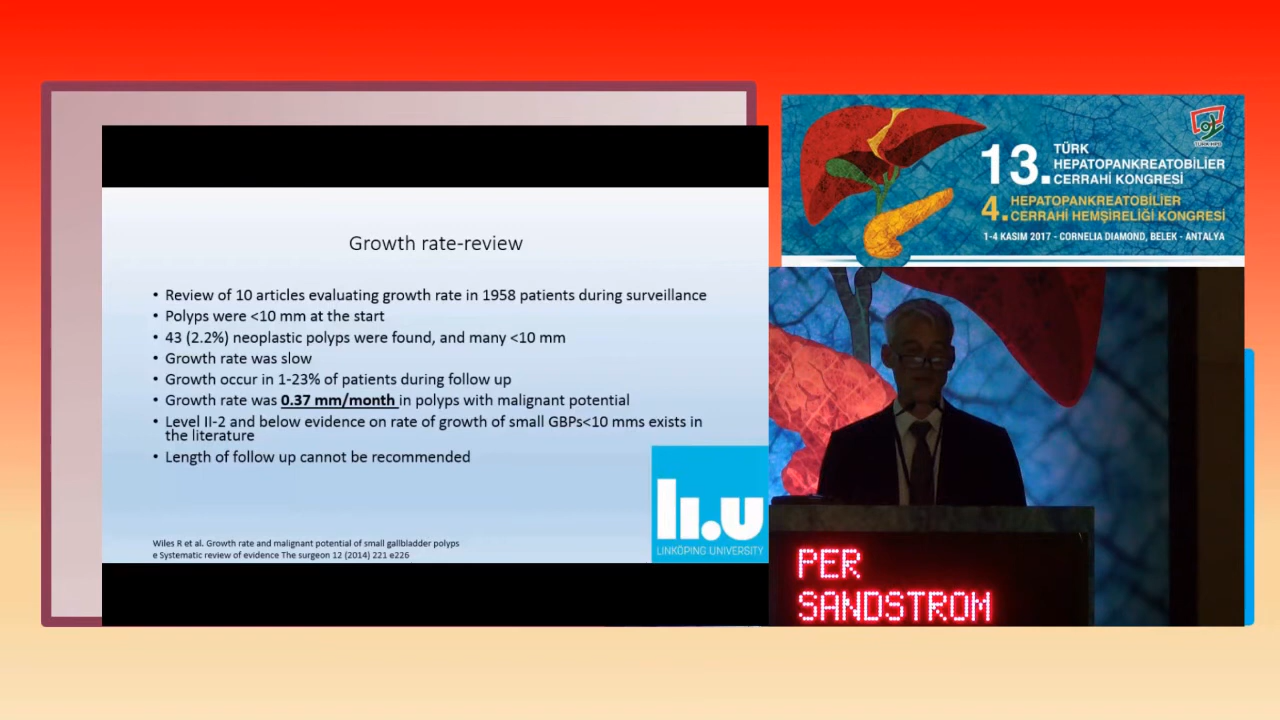 Growth rate-review
• Review of 10 articles evaluating growth rate in 1958 patients during surveillance
• Polyps were <10 mm at the start
• 43 (2.2%) neoplastic polyps were found, and many <10 mm
• Growth rate was slow
• Growth occur in 1-23% of patients during follow up
• Growth rate was 0.37 mm/month in polyps with malignant potential
• Level II-2 and below evidence on rate of growth of small GBPs<10 mms exists in
the literature
• Length of follow up cannot be recommended
Wiles R et al. Growth rate and malignant potential of small gallbladder polyps
e Systematic review of evidence The surgeon 12 (2014) 221 e226
li.u
LINKÖPING UNIVERSITY
13. TÜRK
HEPATOPANKREATOBİLİER
CERRAHİ KONGRESİ
4. HEPATOPANKREATOBİLİER
CERRAHİ HEMŞİRELİĞİ KONGRESİ
1-4 KASIM 2017 - CORNELIA DIAMOND, BELEK - ANTALYA
TÜRK HPB
PER
SANDSTROM